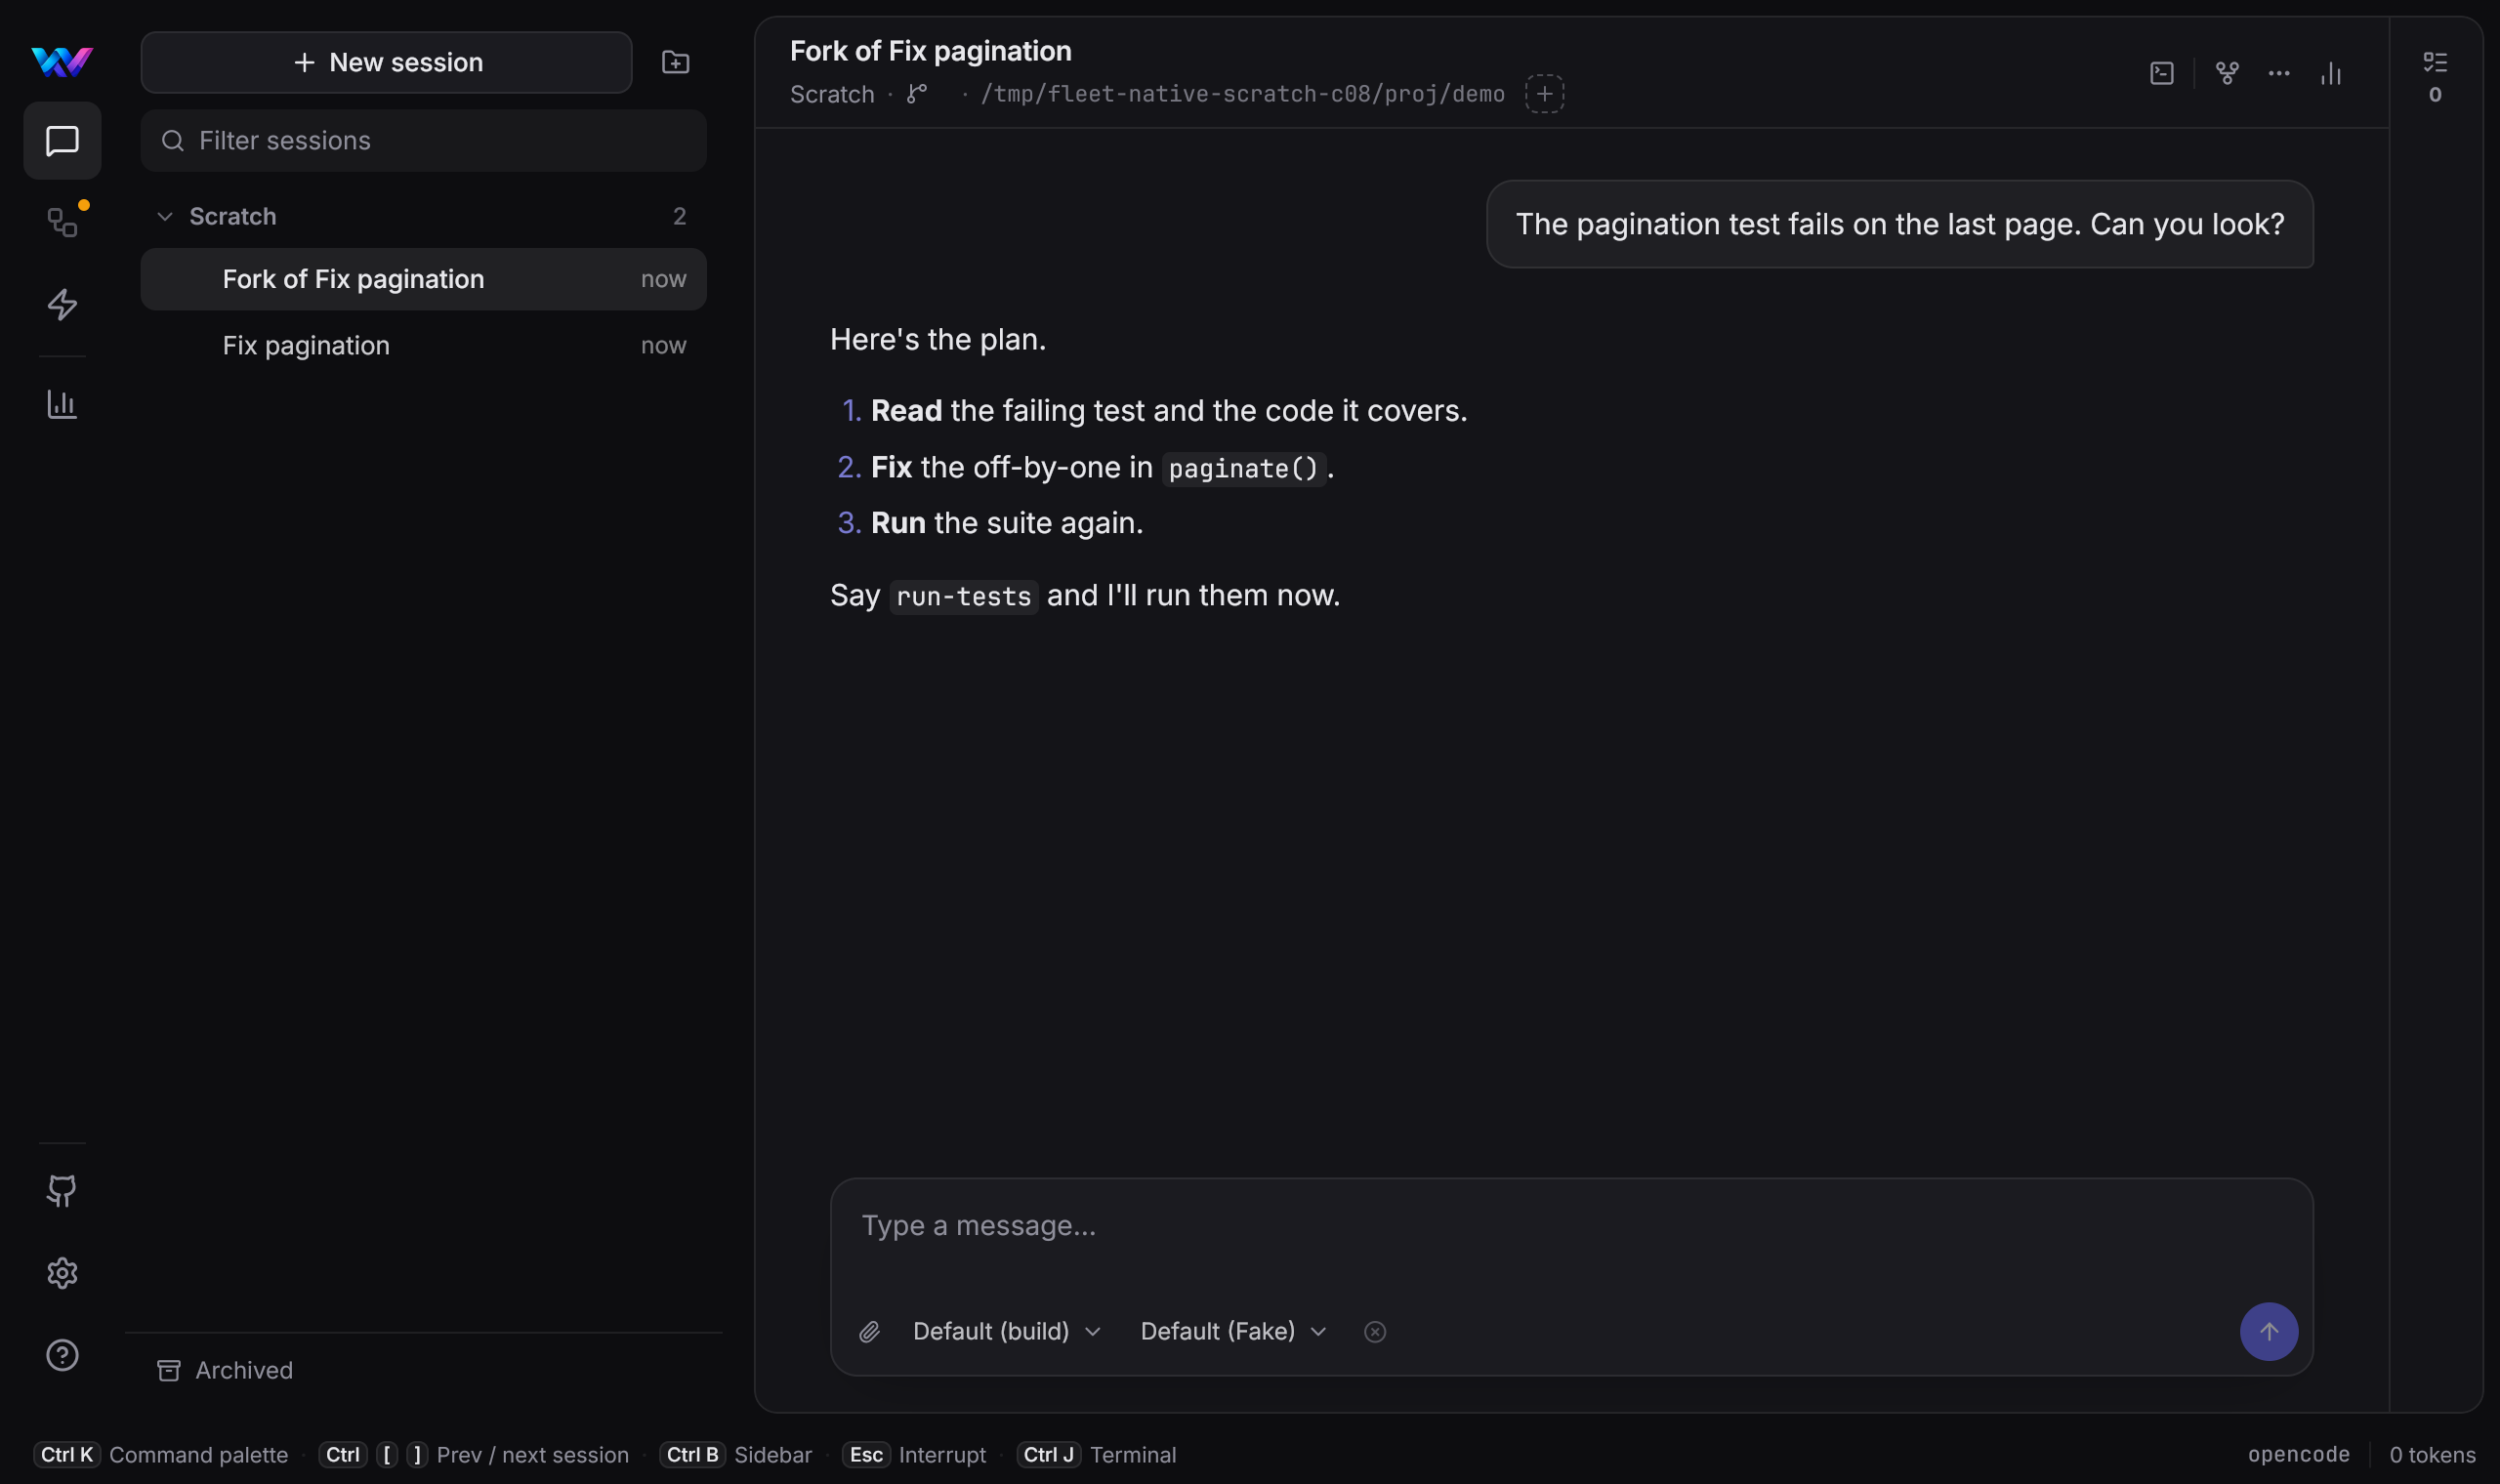 New session
Filter sessions
Scratch 2
Fork of Fix pagination now
Fix pagination now
Archived
Fork of Fix pagination
Scratch · · /tmp/fleet-native-scratch-c08/proj/demo
0
The pagination test fails on the last page. Can you look?
Here's the plan.
1. Read the failing test and the code it covers.
2. Fix the off-by-one in paginate().
3. Run the suite again.
Say run-tests and I'll run them now.
Type a message...
Default (build) Default (Fake)
Ctrl K Command palette · Ctrl [ ] Prev / next session · Ctrl B Sidebar · Esc Interrupt · Ctrl J Terminal
opencode 0 tokens